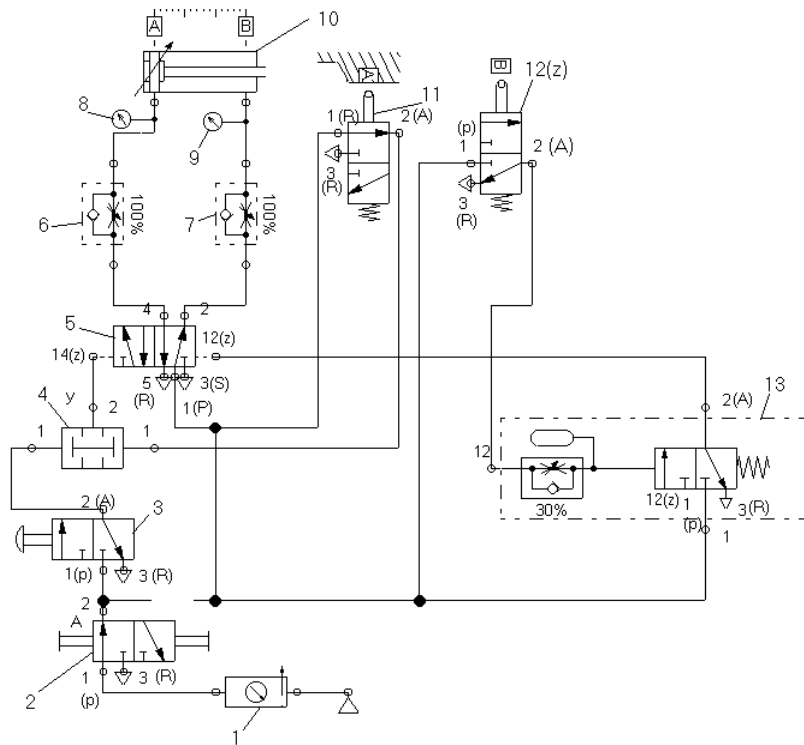 A B 10
12(z)
B
A
11
8
1(R) 2(A)
(p)
9
1 2(A)
3
(R)
3
(R)
6 100% 7 100%
4 2
5 12(z)
14(z)
5 3(S)
(R) 1(P)
y
4 2
13
2(A)
1 1
12
2(A)
3
12(z) 1 3(R)
30% (p)
1
1(p) 3(R)
2
A
1 3(R)
2 (p)
1